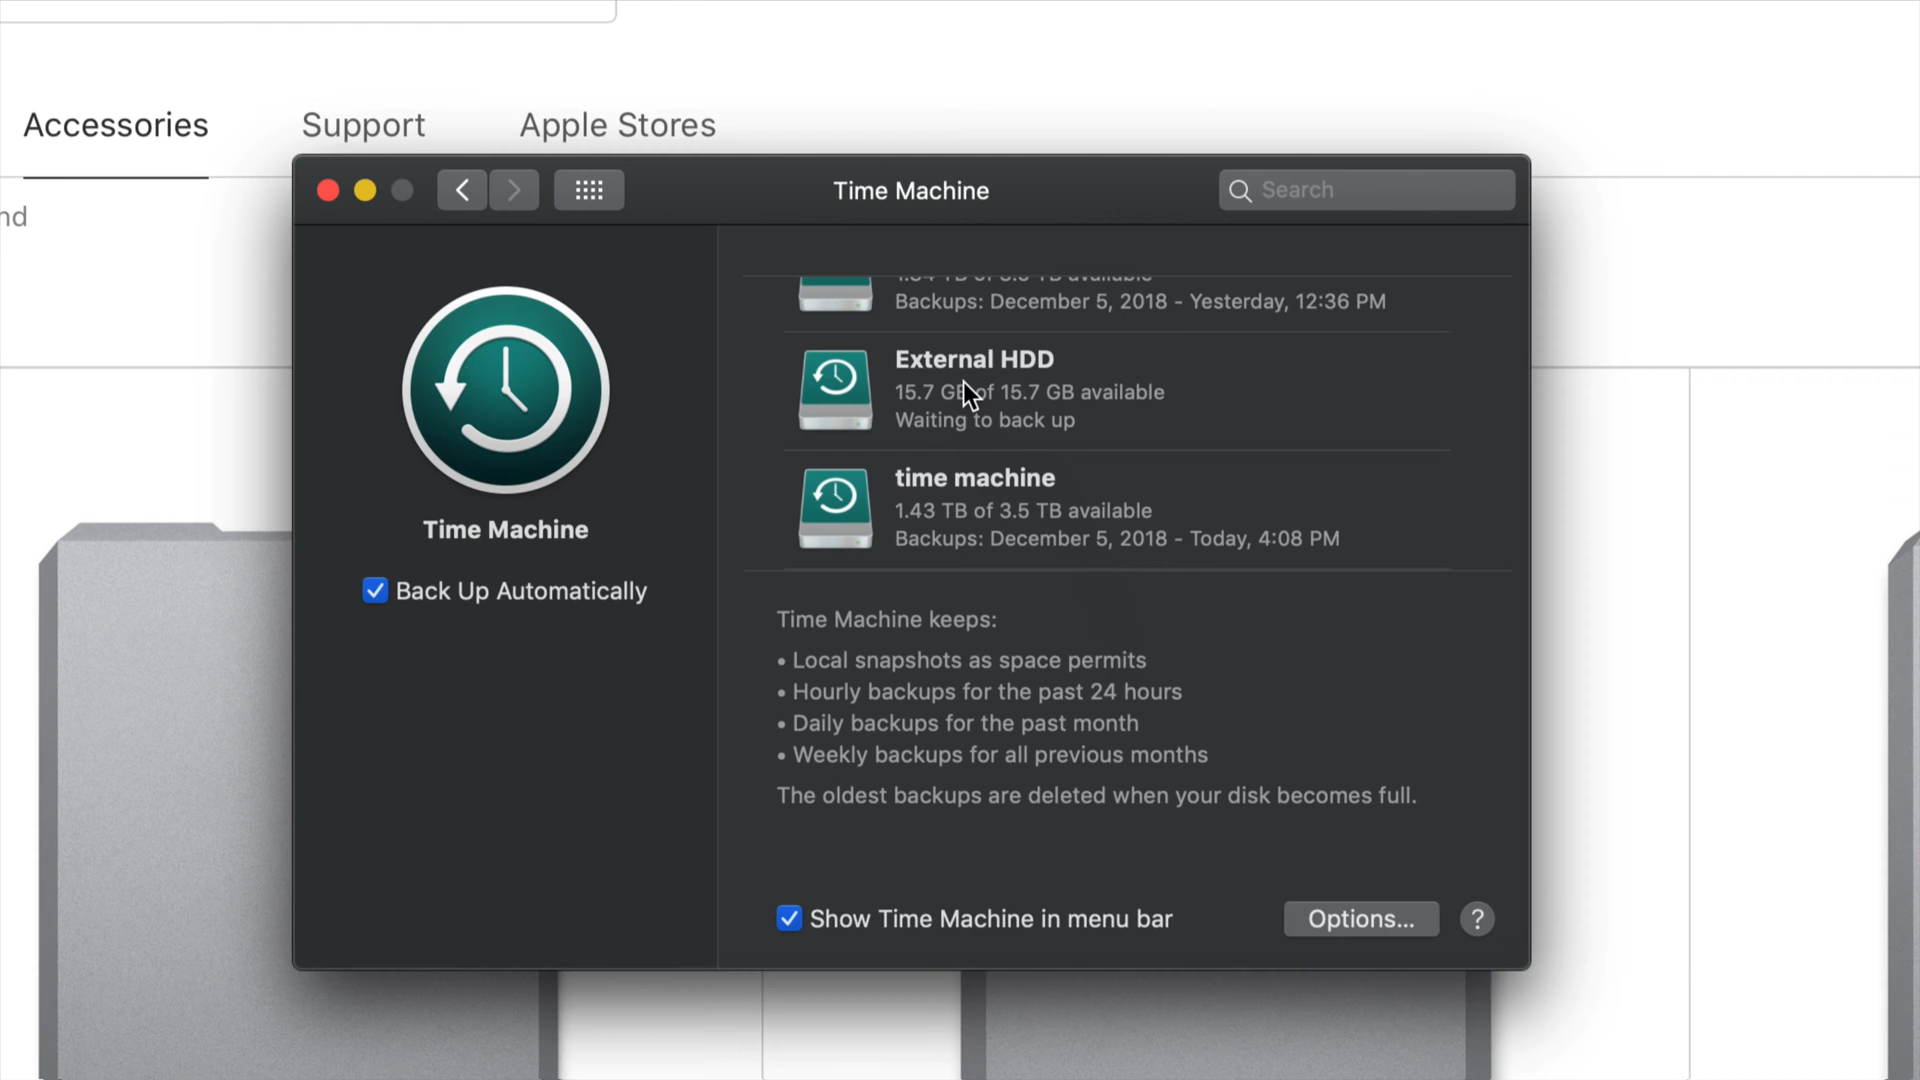 Accessories
Support
Apple Stores
nd
Time Machine
Search
Backups: December 5, 2018 - Yesterday, 12:36 PM
External HDD
15.7 GB of 15.7 GB available
Waiting to back up
time machine
1.43 TB of 3.5 TB available
Backups: December 5, 2018 - Today, 4:08 PM
Time Machine
Back Up Automatically
Time Machine keeps:
• Local snapshots as space permits
• Hourly backups for the past 24 hours
• Daily backups for the past month
• Weekly backups for all previous months
The oldest backups are deleted when your disk becomes full.
Show Time Machine in menu bar
Options...
?